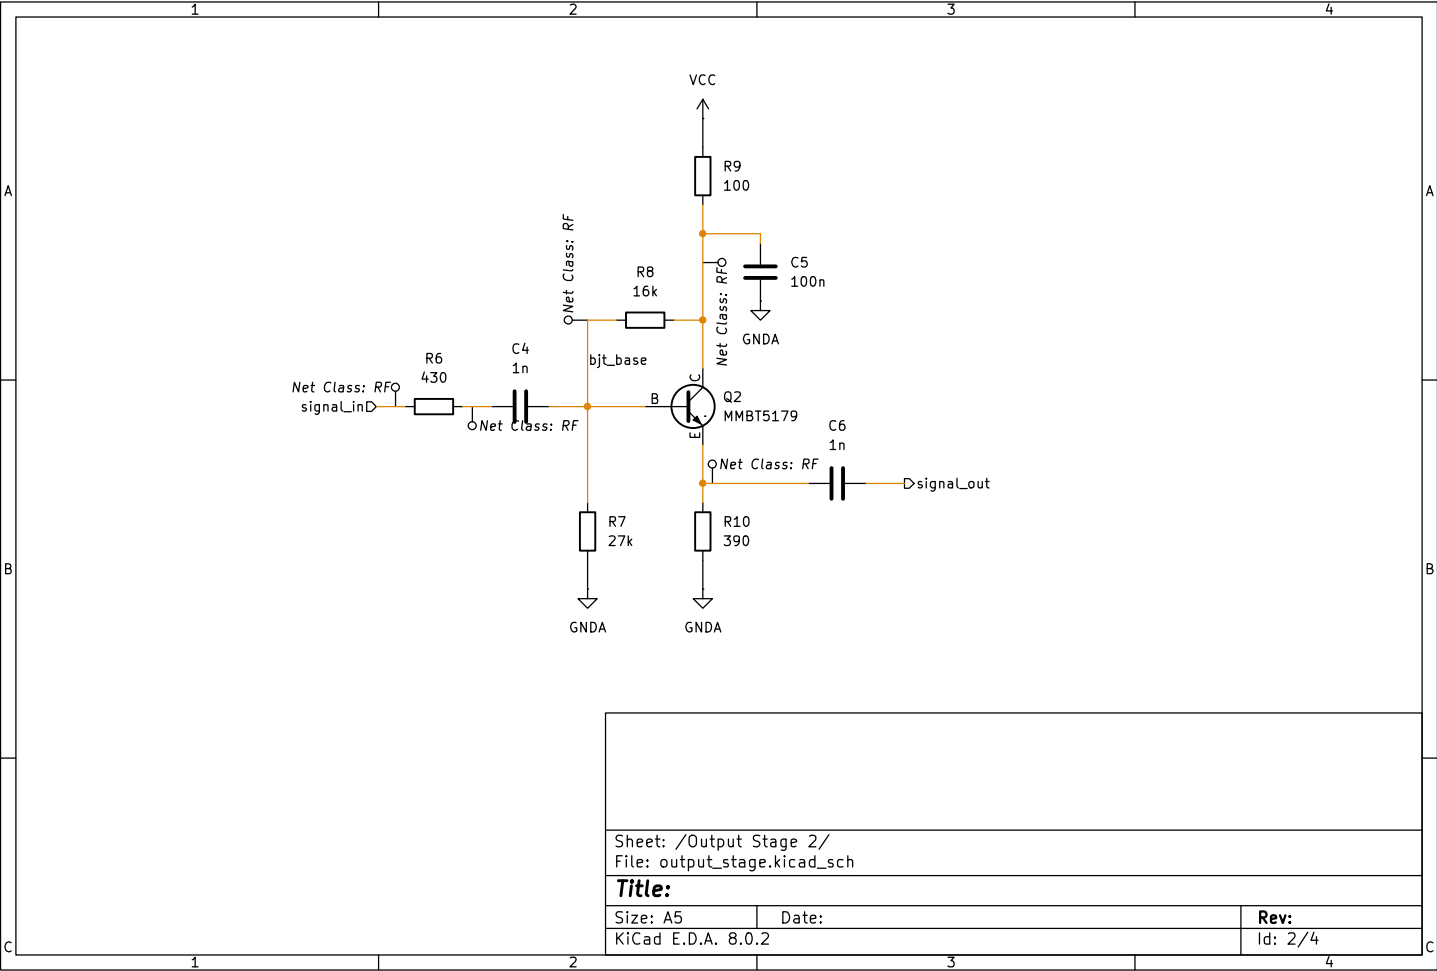 1 2 3 4
VCC
R9
100
A A
Net Class: RF
C5
100n
R8
16k
Net Class: RF
GNDA
bjt_base
C4
1n
R6
430
Net Class: RF
signal_in
Net Class: RF
C
B
E
Q2
MMBT5179
C6
1n
Net Class: RF
signal_out
R7
27k
R10
390
B B
GNDA
GNDA
Sheet: /Output Stage 2/
File: output_stage.kicad_sch
Title:
Size: A5 Date: Rev:
KiCad E.D.A. 8.0.2 Id: 2/4
C C
1 2 3 4